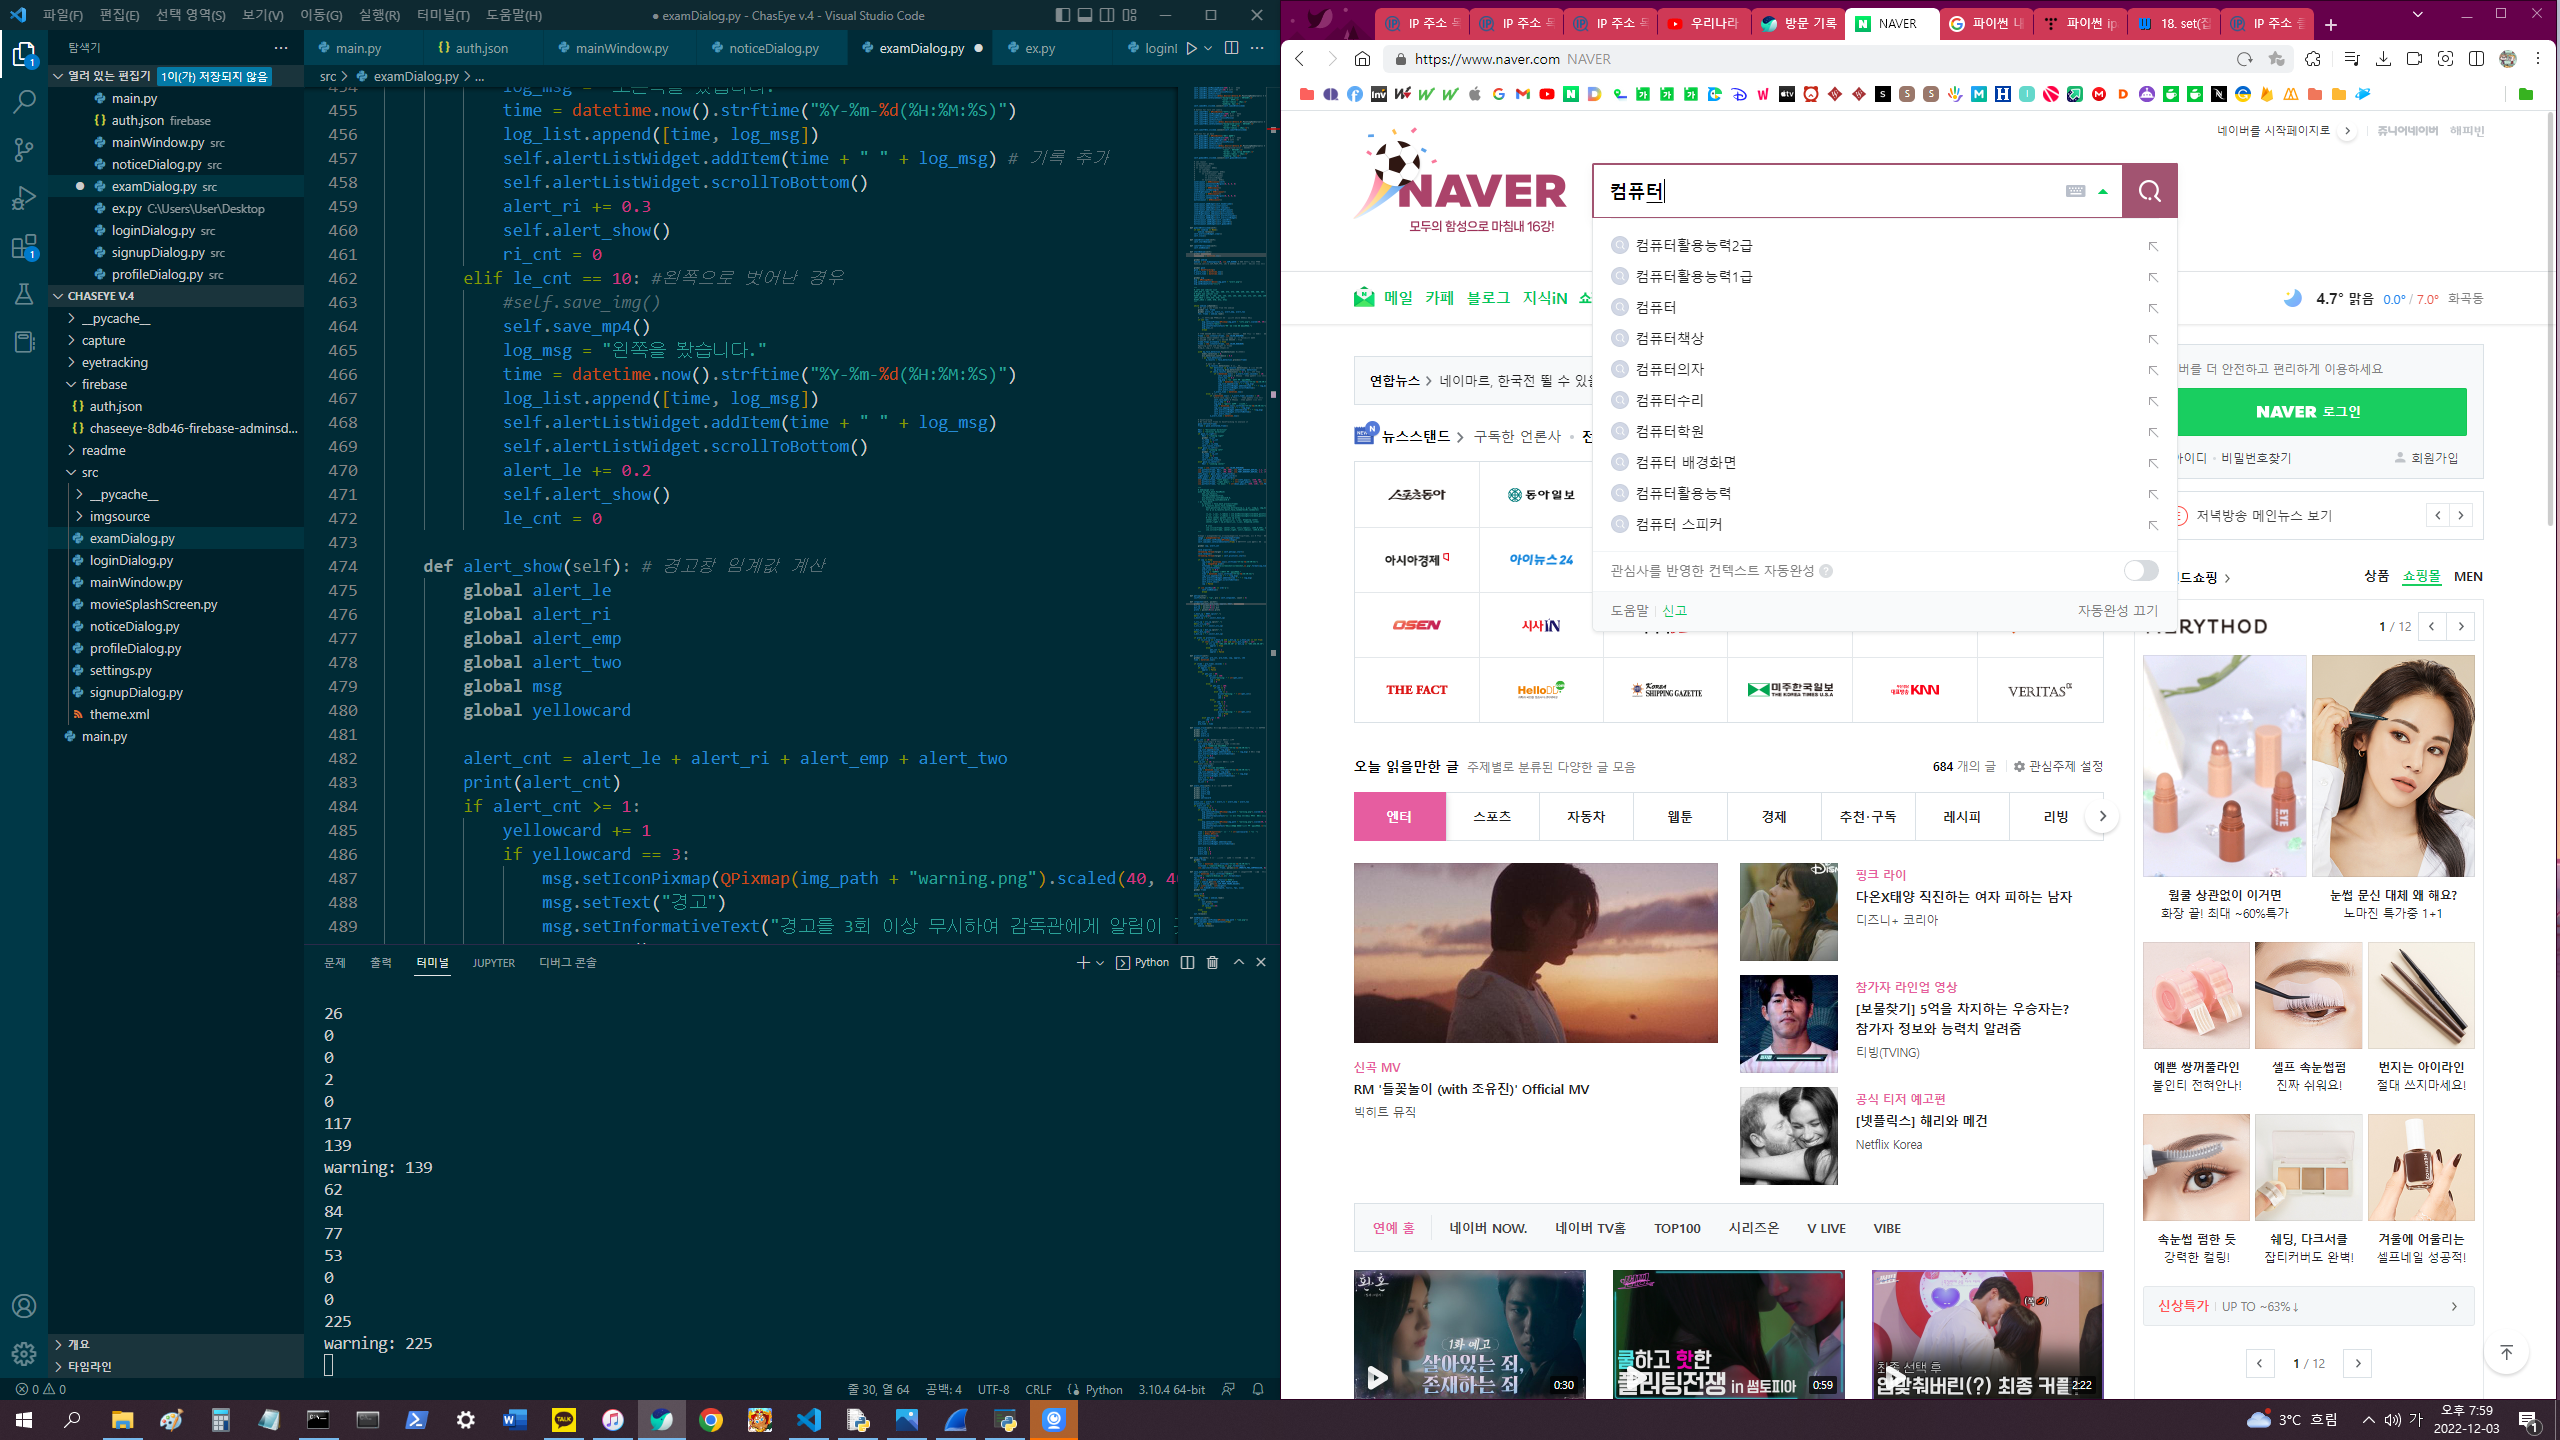 파일(F) 편집(E) 선택 영역(S) 보기(V) 이동(G) 실행(R) 터미널(T) 도움말(H)
● examDialog.py - ChasEye v.4 - Visual Studio Code
탐색기
열려 있는 편집기 1이(가) 저장되지 않음
main.py
auth.json firebase
mainWindow.py src
noticeDialog.py src
examDialog.py src
ex.py C:\Users\User\Desktop
loginDialog.py src
signupDialog.py src
profileDialog.py src
CHASEYE V.4
__pycache__
capture
eyetracking
firebase
auth.json
chaseeye-8db46-firebase-adminsd...
readme
src
__pycache__
imgsource
examDialog.py
loginDialog.py
mainWindow.py
movieSplashScreen.py
noticeDialog.py
profileDialog.py
settings.py
signupDialog.py
theme.xml
main.py
개요
타임라인
main.py auth.json mainWindow.py noticeDialog.py examDialog.py ex.py
src > examDialog.py > ...
455 time = datetime.now().strftime("%Y-%m-%d(%H:%M:%S)")
456 log_list.append([time, log_msg])
457 self.alertListWidget.addItem(time + " " + log_msg) # 기록 추가
458 self.alertListWidget.scrollToBottom()
459 alert_ri += 0.3
460 self.alert_show()
461 ri_cnt = 0
462 elif le_cnt == 10: #왼쪽으로 벗어난 경우
463 #self.save_img()
464 self.save_mp4()
465 log_msg = "왼쪽을 봤습니다."
466 time = datetime.now().strftime("%Y-%m-%d(%H:%M:%S)")
467 log_list.append([time, log_msg])
468 self.alertListWidget.addItem(time + " " + log_msg)
469 self.alertListWidget.scrollToBottom()
470 alert_le += 0.2
471 self.alert_show()
472 le_cnt = 0
473
474 def alert_show(self): # 경고창 임계값 계산
475 global alert_le
476 global alert_ri
477 global alert_emp
478 global alert_two
479 global msg
480 global yellowcard
481
482 alert_cnt = alert_le + alert_ri + alert_emp + alert_two
483 print(alert_cnt)
484 if alert_cnt >= 1:
485 yellowcard += 1
486 if yellowcard == 3:
487 msg.setIconPixmap(QPixmap(img_path + "warning.png").scaled(40, 4
488 msg.setText("경고")
489 msg.setInformativeText("경고를 3회 이상 무시하여 감독관에게 알림이
문제 출력 터미널 JUPYTER 디버그 콘솔
Python
26
0
0
2
0
117
139
warning: 139
62
84
77
53
0
0
225
warning: 225
0 0
줄 30, 열 64 공백: 4 UTF-8 CRLF Python 3.10.4 64-bit
IP 주소 IP 주소 IP 주소 우리나라 방문 기록 NAVER 파이썬 파이썬 ip 18. set(집 IP 주소
https://www.naver.com NAVER
네이버를 시작페이지로 쥬니어네이버 해피빈
NAVER
모두의 함성으로 마침내 16강!
컴퓨터
컴퓨터활용능력2급
컴퓨터활용능력1급
컴퓨터
컴퓨터책상
컴퓨터의자
컴퓨터수리
컴퓨터학원
컴퓨터 배경화면
컴퓨터활용능력
컴퓨터 스피커
관심사를 반영한 컨텍스트 자동완성
도움말 신고 자동완성 끄기
메일 카페 블로그 지식iN
4.7° 맑음 0.0° / 7.0° 화곡동
연합뉴스 > 네이마르, 한국전 뛸 수 있을
뉴스스탠드 > 구독한 언론사
스포츠동아 동아일보
아시아경제 아이뉴스24
OSEN 시사IN
THE FACT HelloDD Korea SHIPPING GAZETTE 미주한국일보 THE KOREA TIMES U.S.A KNN VERITAS
버를 더 안전하고 편리하게 이용하세요
NAVER 로그인
아이디 · 비밀번호찾기 회원가입
저녁방송 메인뉴스 보기
드쇼핑 > 상품 쇼핑몰 MEN
MERYTHOD 1 / 12
윔쿨 상관없이 이거면
화장 끝! 최대 ~60%특가
눈썹 문신 대체 왜 해요?
노마진 특가중 1+1
예쁜 쌍꺼풀라인
붙인티 전혀안나!
셀프 속눈썹펌
진짜 쉬워요!
번지는 아이라인
절대 쓰지마세요!
속눈썹 펌한 듯
강력한 컬링!
쉐딩, 다크서클
잡티커버도 완벽!
겨울에 어울리는
셀프네일 성공적!
신상특가 UP TO ~63%↓
1 / 12
오늘 읽을만한 글 주제별로 분류된 다양한 글 모음 684 개의 글 관심주제 설정
엔터 스포츠 자동차 웹툰 경제 추천·구독 레시피 리빙
신곡 MV
RM '들꽃놀이 (with 조유진)' Official MV
빅히트 뮤직
핑크 라이
다온X태양 직진하는 여자 피하는 남자
디즈니+ 코리아
참가자 라인업 영상
[보물찾기] 5억을 차지하는 우승자는? 
참가자 정보와 능력치 알려줌
티빙(TVING)
공식 티저 예고편
[넷플릭스] 해리와 메건
Netflix Korea
연예 홈 네이버 NOW. 네이버 TV홈 TOP100 시리즈온 V LIVE VIBE
환혼
1화 예고
살아있는 죄,
존재하는 죄
0:30
쿨하고 핫한
플러팅전쟁 in 썸토피아
0:59
최종 선택 후
입맞춰버린(?) 최종 커플
2:22
3°C 흐림
가
오후 7:59
2022-12-03